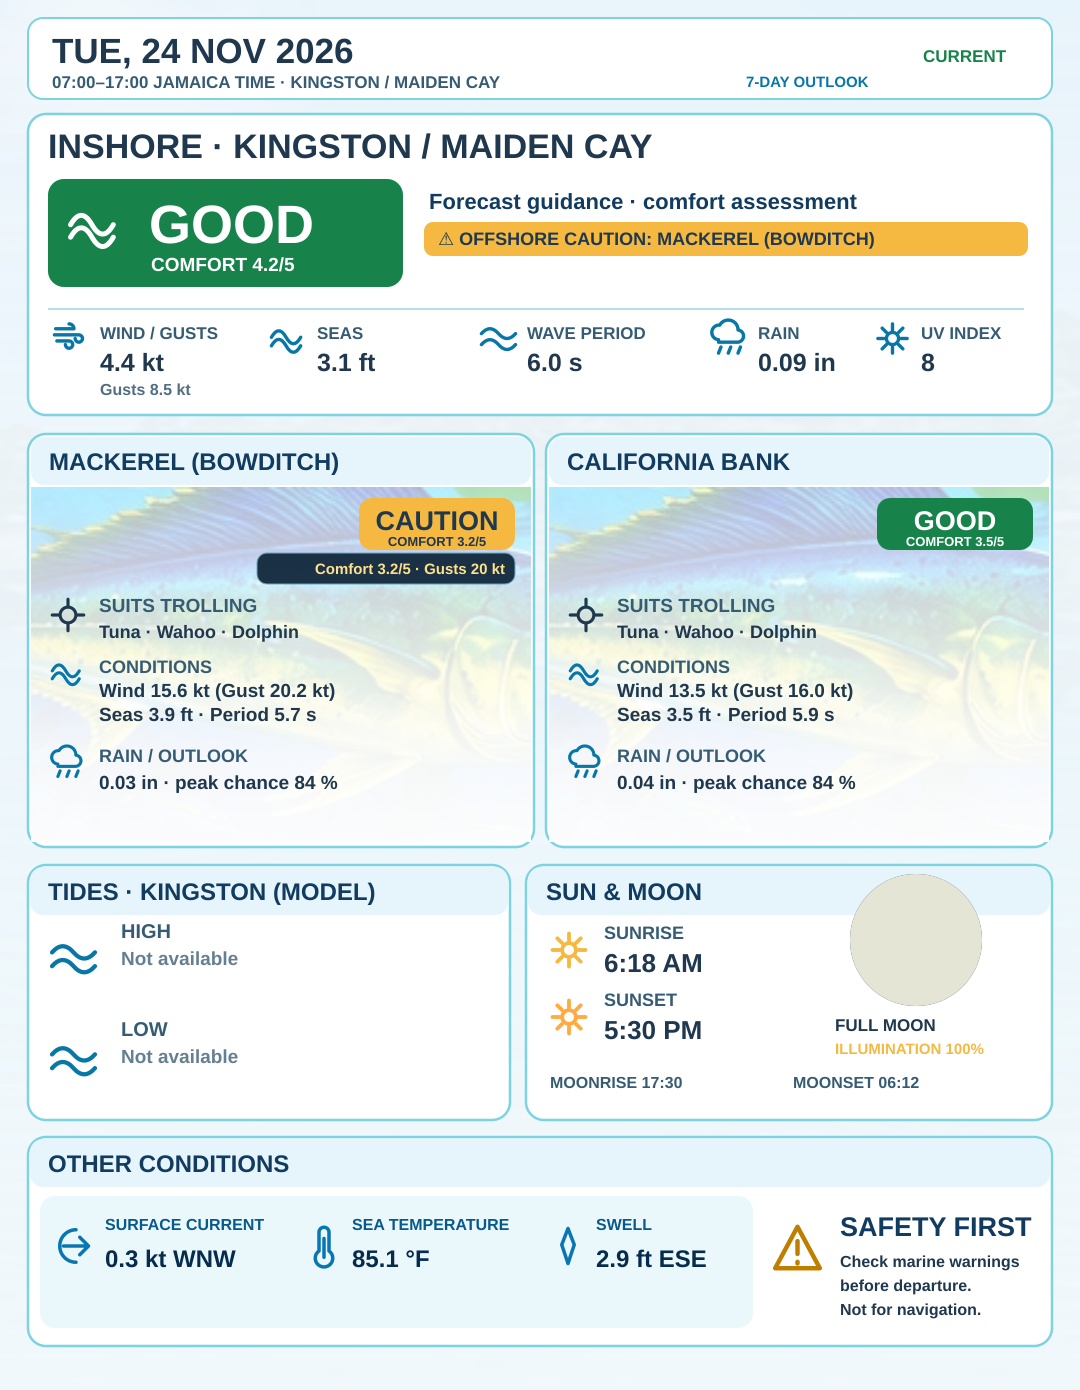 TUE, 24 NOV 2026
07:00–17:00 JAMAICA TIME · KINGSTON / MAIDEN CAY
7-DAY OUTLOOK
CURRENT
INSHORE · KINGSTON / MAIDEN CAY
GOOD
COMFORT 4.2/5
Forecast guidance · comfort assessment
⚠ OFFSHORE CAUTION: MACKEREL (BOWDITCH)
WIND / GUSTS
4.4 kt
Gusts 8.5 kt
SEAS
3.1 ft
WAVE PERIOD
6.0 s
RAIN
0.09 in
UV INDEX
8
MACKEREL (BOWDITCH)
CAUTION
COMFORT 3.2/5
Comfort 3.2/5 · Gusts 20 kt
SUITS TROLLING
Tuna · Wahoo · Dolphin
CONDITIONS
Wind 15.6 kt (Gust 20.2 kt)
Seas 3.9 ft · Period 5.7 s
RAIN / OUTLOOK
0.03 in · peak chance 84 %
CALIFORNIA BANK
GOOD
COMFORT 3.5/5
SUITS TROLLING
Tuna · Wahoo · Dolphin
CONDITIONS
Wind 13.5 kt (Gust 16.0 kt)
Seas 3.5 ft · Period 5.9 s
RAIN / OUTLOOK
0.04 in · peak chance 84 %
TIDES · KINGSTON (MODEL)
HIGH
Not available
LOW
Not available
SUN & MOON
SUNRISE
6:18 AM
SUNSET
5:30 PM
FULL MOON
ILLUMINATION 100%
MOONRISE 17:30
MOONSET 06:12
OTHER CONDITIONS
SURFACE CURRENT
0.3 kt WNW
SEA TEMPERATURE
85.1 °F
SWELL
2.9 ft ESE
SAFETY FIRST
Check marine warnings
before departure.
Not for navigation.